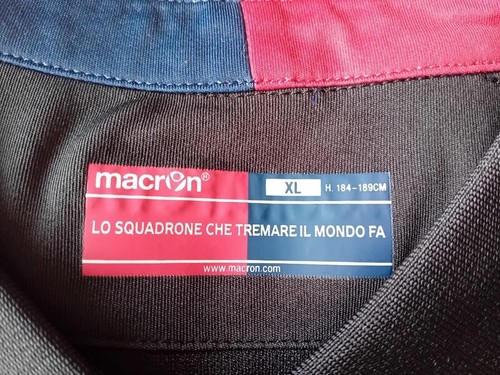 macron® XL H. 184-189CM
LO SQUADRONE CHE TREMARE IL MONDO FA
www.macron.com